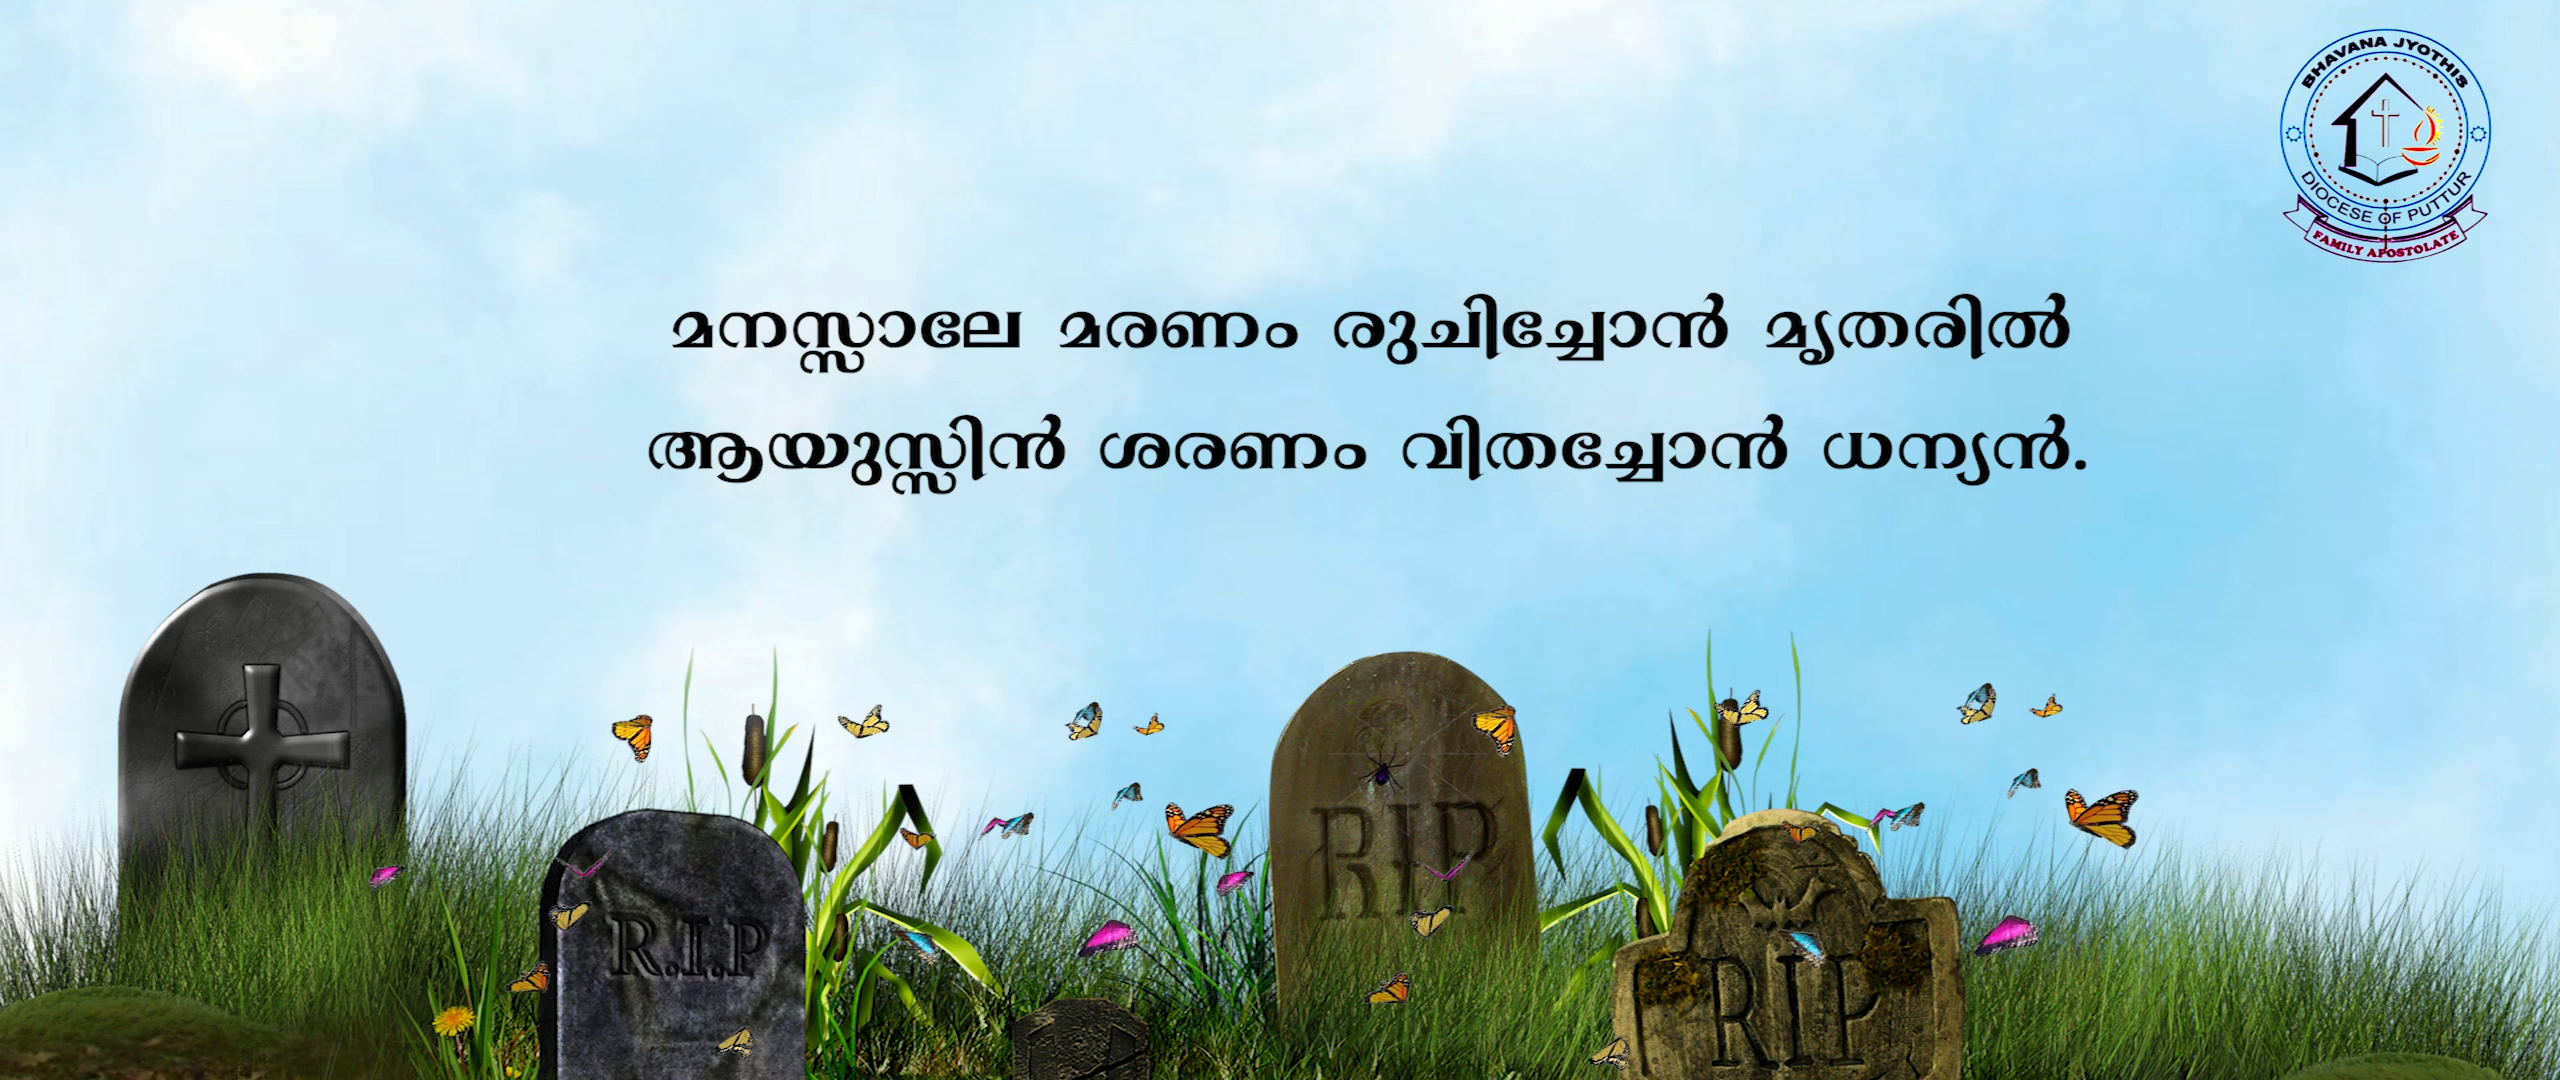 BHAVANA JYOTHIS
DIOCESE OF PUTTUR
FAMILY APOSTOLATE
മനസ്സാലേ മരണം രുചിച്ചോൻ മൃതരിൽ
ആയുസ്സിൻ ശരണം വിതച്ചോൻ ധന്യൻ.
R.I.P
RIP
RIP